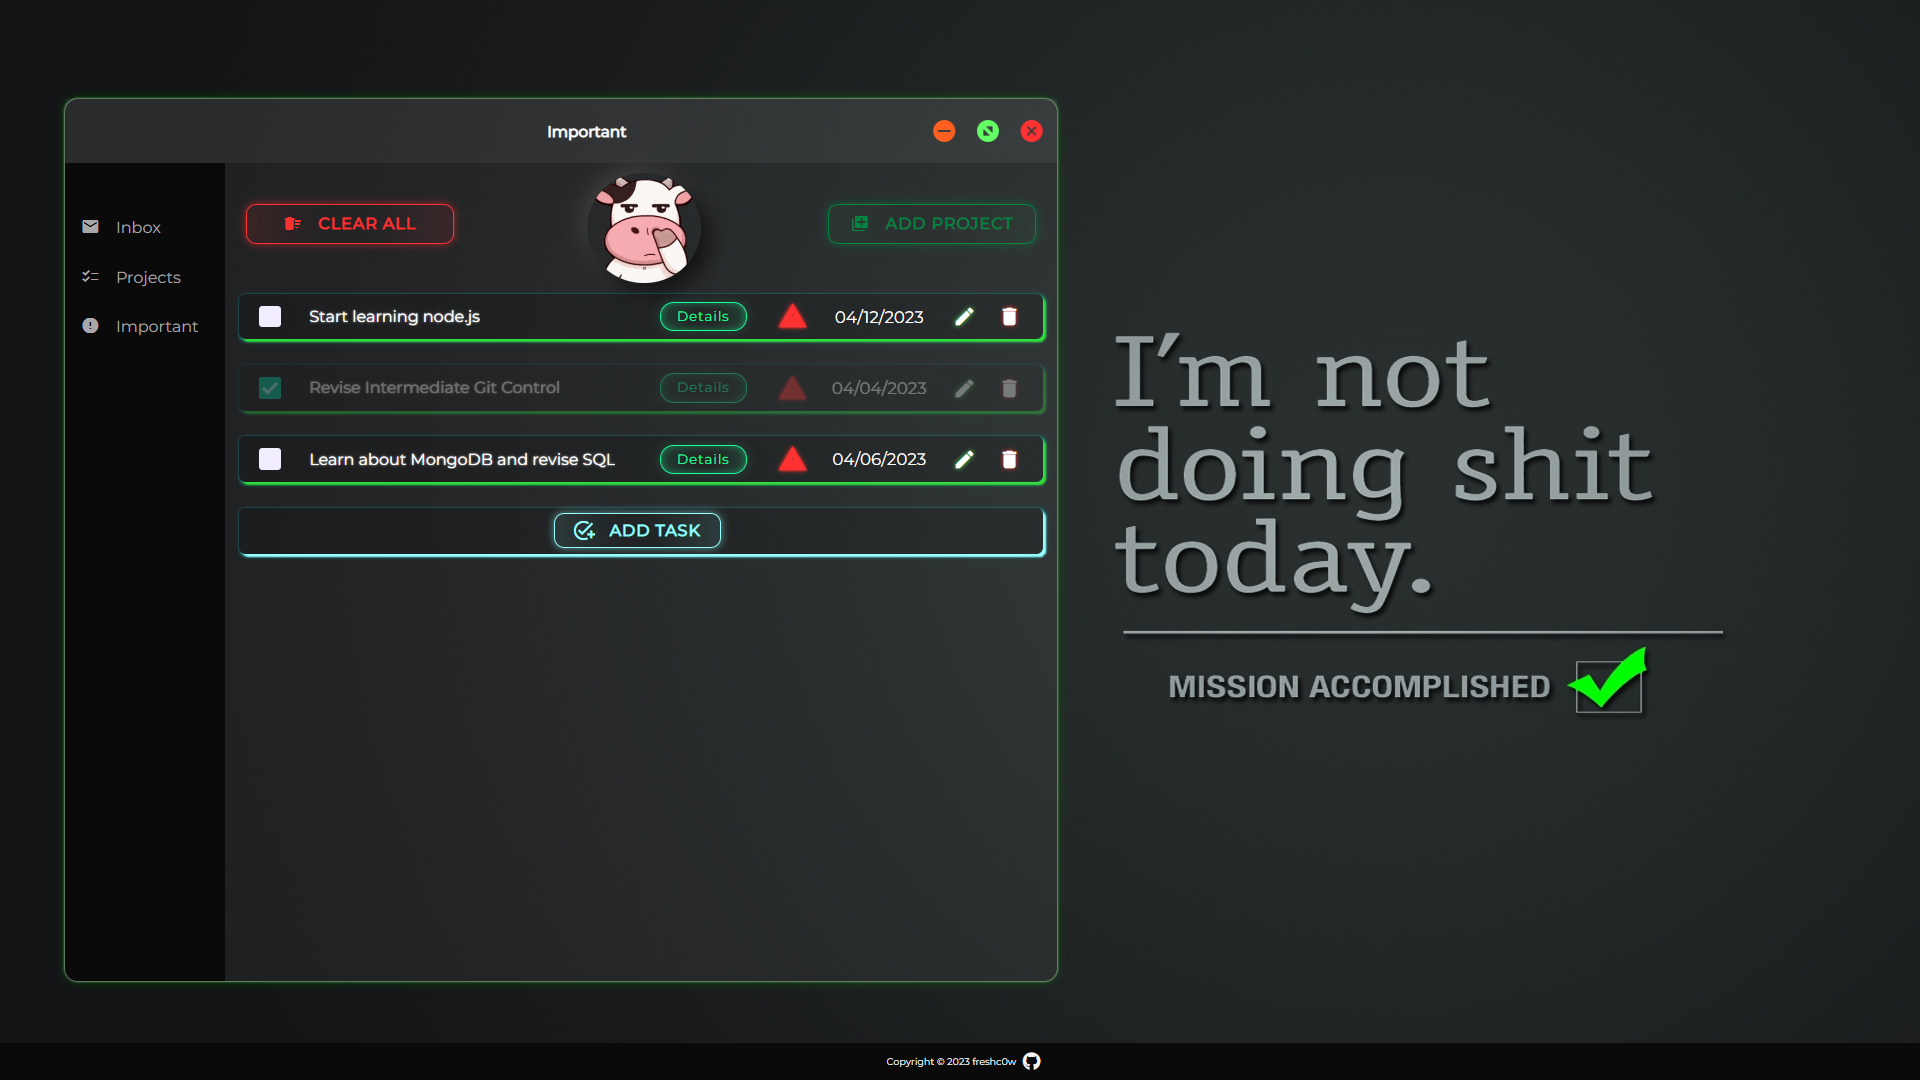 Important
Inbox
Projects
Important
CLEAR ALL
ADD PROJECT
Start learning node.js Details 04/12/2023
Revise Intermediate Git Control Details 04/04/2023
Learn about MongoDB and revise SQL Details 04/06/2023
ADD TASK
I'm not
doing shit
today.
MISSION ACCOMPLISHED
Copyright © 2023 freshc0w